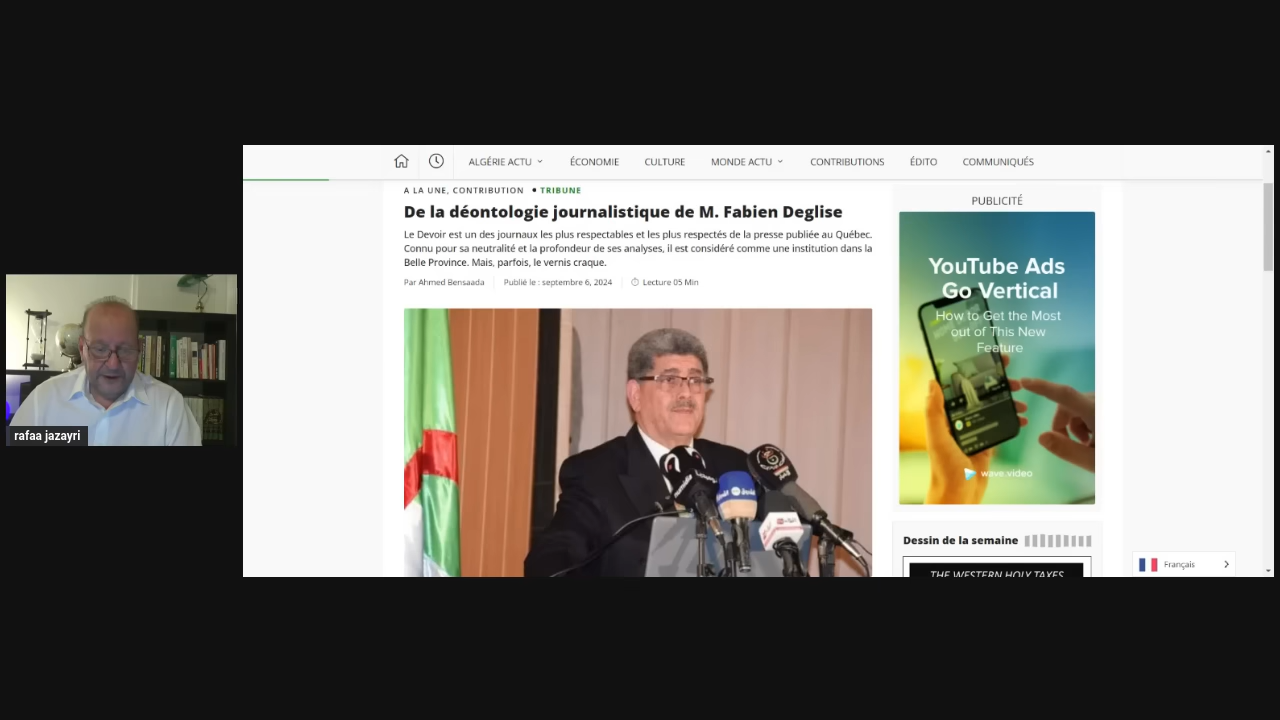 ALGÉRIE ACTU
ÉCONOMIE
CULTURE
MONDE ACTU
CONTRIBUTIONS
ÉDITO
COMMUNIQUÉS
A LA UNE, CONTRIBUTION • TRIBUNE
De la déontologie journalistique de M. Fabien Deglise
Le Devoir est un des journaux les plus respectables et les plus respectés de la presse publiée au Québec.
Connu pour sa neutralité et la profondeur de ses analyses, il est considéré comme une institution dans la
Belle Province. Mais, parfois, le vernis craque.
Par Ahmed Bensaada
Publié le : septembre 6, 2024
Lecture 05 Min
PUBLICITÉ
YouTube Ads
Go Vertical
How to Get the Most
out of This New
Feature
wave.video
Dessin de la semaine
THE WESTERN HOLY TAXES
Français
rafaa jazayri